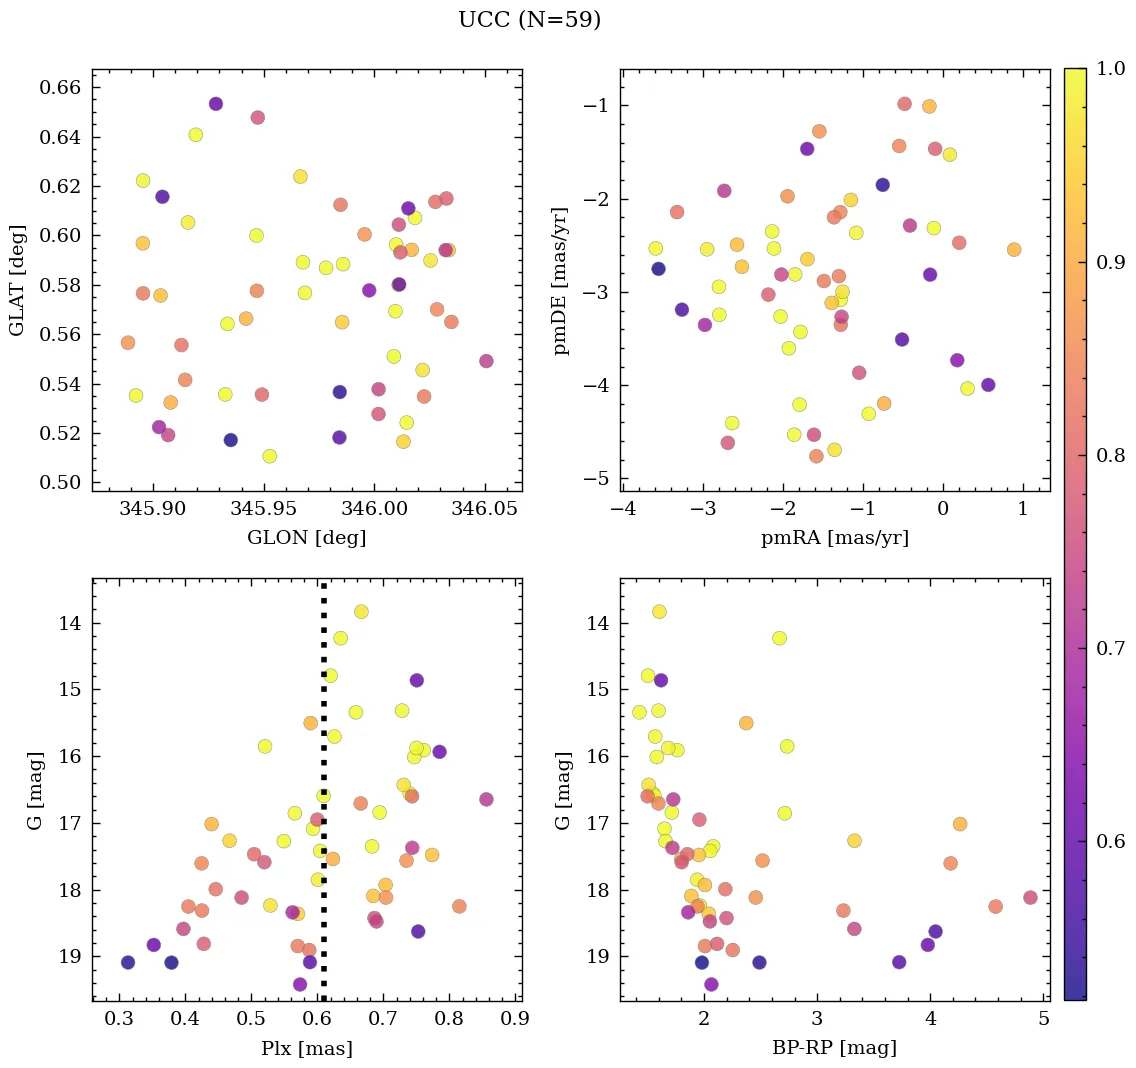 UCC (N=59)
0.66
0.64
0.62
0.60
0.58
0.56
0.54
0.52
0.50
GLAT [deg]
345.90 345.95 346.00 346.05
GLON [deg]
−1
−2
−3
−4
−5
pmDE [mas/yr]
−4 −3 −2 −1 0 1
pmRA [mas/yr]
14
15
16
17
18
19
G [mag]
0.3 0.4 0.5 0.6 0.7 0.8 0.9
Plx [mas]
14
15
16
17
18
19
G [mag]
2 3 4 5
BP-RP [mag]
1.0
0.9
0.8
0.7
0.6